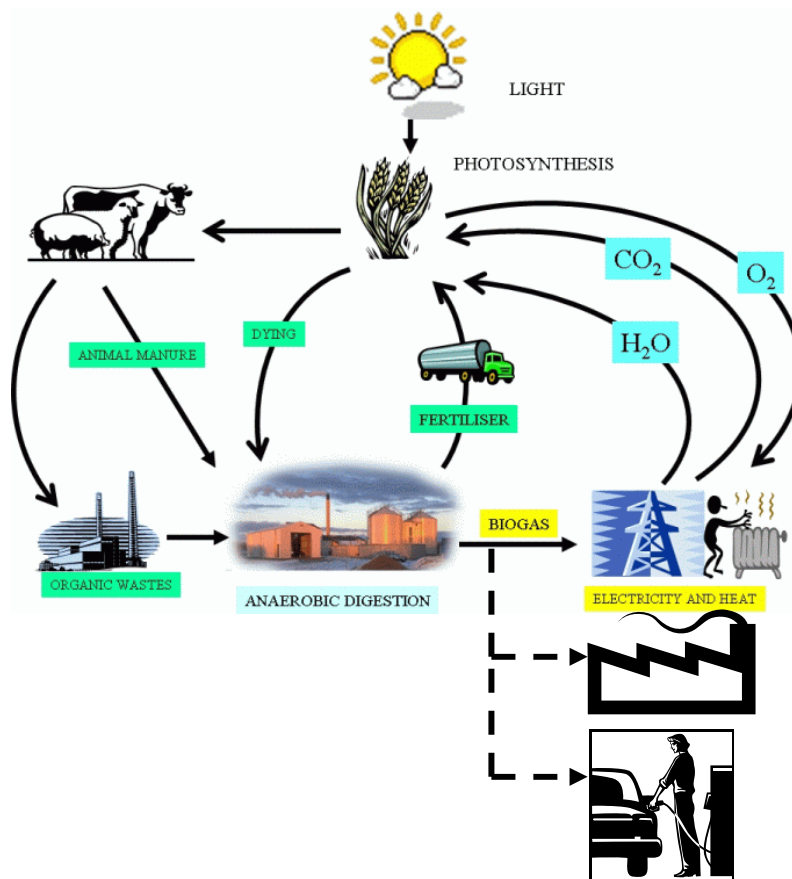 LIGHT
PHOTOSYNTHESIS
CO₂
O₂
H₂O
DYING
ANIMAL MANURE
FERTILISER
BIOGAS
ORGANIC WASTES
ANAEROBIC DIGESTION
ELECTRICITY AND HEAT